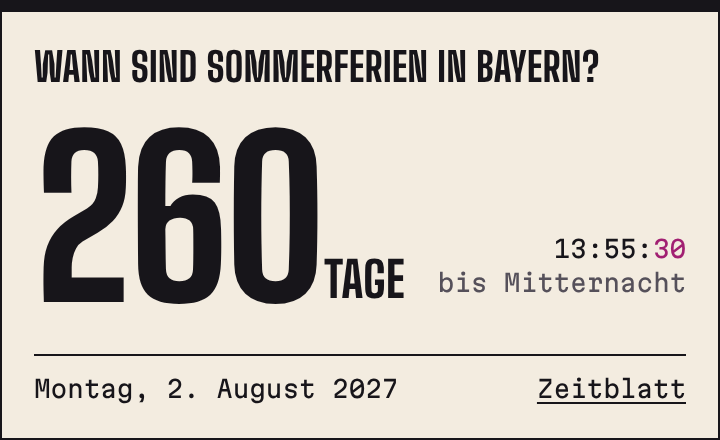 WANN SIND SOMMERFERIEN IN BAYERN?
260 TAGE
13:55:30
bis Mitternacht
Montag, 2. August 2027
Zeitblatt